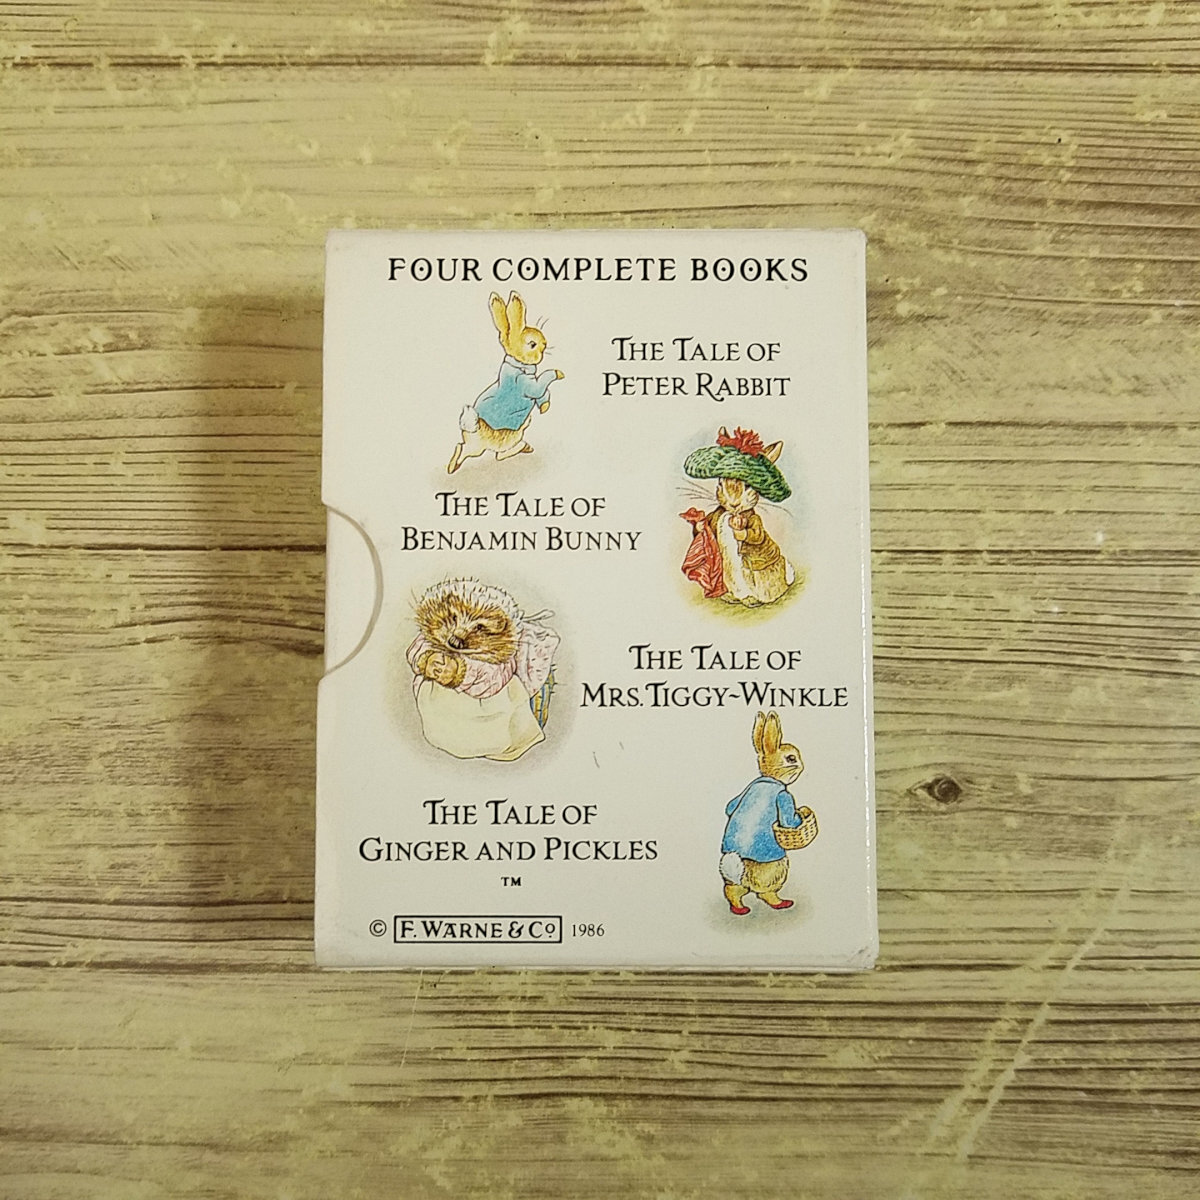 FOUR COMPLETE BOOKS
THE TALE OF
PETER RABBIT
THE TALE OF
BENJAMIN BUNNY
THE TALE OF
MRS. TIGGY-WINKLE
THE TALE OF
GINGER AND PICKLES
TM
© F. WARNE & Co 1986